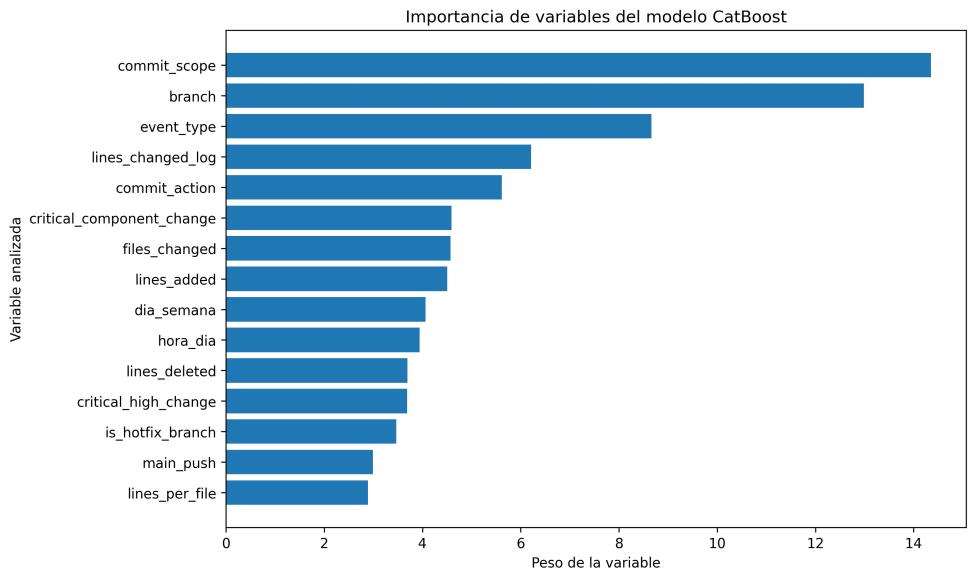 Importancia de variables del modelo CatBoost
Variable analizada
commit_scope
branch
event_type
lines_changed_log
commit_action
critical_component_change
files_changed
lines_added
dia_semana
hora_dia
lines_deleted
critical_high_change
is_hotfix_branch
main_push
lines_per_file
0 2 4 6 8 10 12 14
Peso de la variable